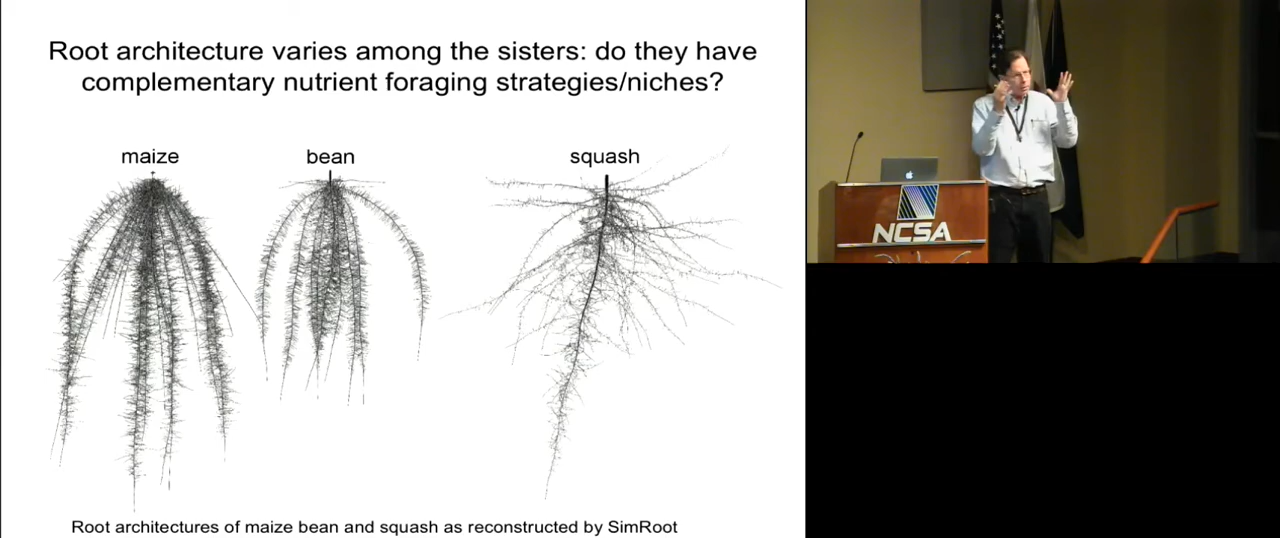 Root architecture varies among the sisters: do they have
complementary nutrient foraging strategies/niches?
maize
bean
squash
Root architectures of maize bean and squash as reconstructed by SimRoot
NCSA